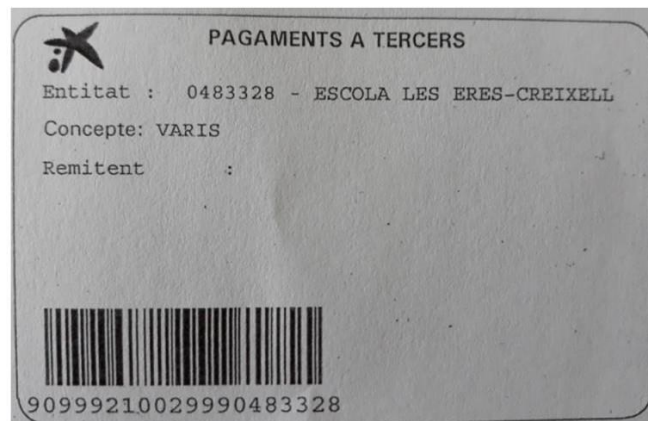 PAGAMENTS A TERCERS
Entitat : 0483328 - ESCOLA LES ERES-CREIXELL
Concepte: VARIS
Remitent :
90999210029990483328